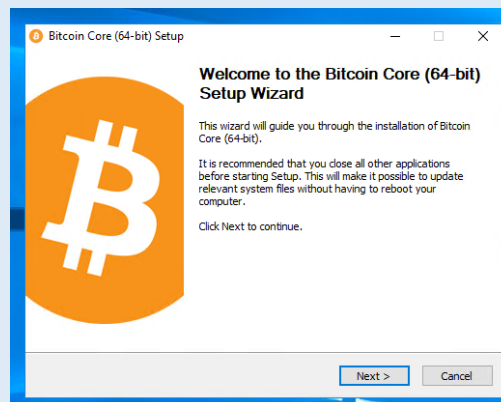 Bitcoin Core (64-bit) Setup
Welcome to the Bitcoin Core (64-bit)
Setup Wizard
This wizard will guide you through the installation of Bitcoin
Core (64-bit).
It is recommended that you close all other applications
before starting Setup. This will make it possible to update
relevant system files without having to reboot your
computer.
Click Next to continue.
Next >
Cancel